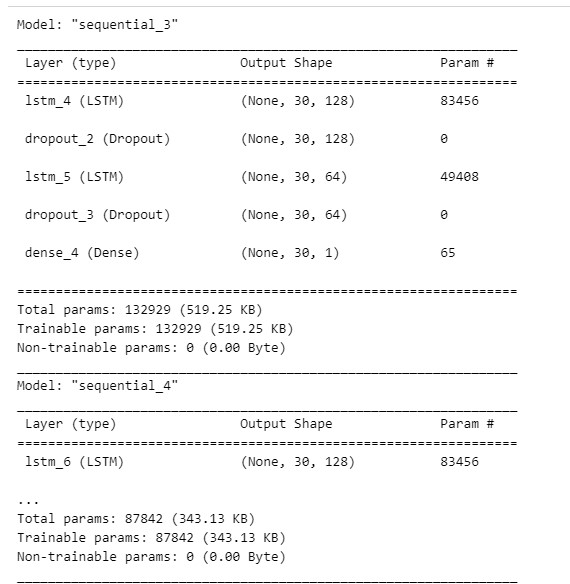 Model: "sequential_3"
_________________________________________________________________
Layer (type) Output Shape Param #
=================================================================
lstm_4 (LSTM) (None, 30, 128) 83456
dropout_2 (Dropout) (None, 30, 128) 0
lstm_5 (LSTM) (None, 30, 64) 49408
dropout_3 (Dropout) (None, 30, 64) 0
dense_4 (Dense) (None, 30, 1) 65
=================================================================
Total params: 132929 (519.25 KB)
Trainable params: 132929 (519.25 KB)
Non-trainable params: 0 (0.00 Byte)
_________________________________________________________________
Model: "sequential_4"
_________________________________________________________________
Layer (type) Output Shape Param #
=================================================================
lstm_6 (LSTM) (None, 30, 128) 83456
...
Total params: 87842 (343.13 KB)
Trainable params: 87842 (343.13 KB)
Non-trainable params: 0 (0.00 Byte)
_________________________________________________________________